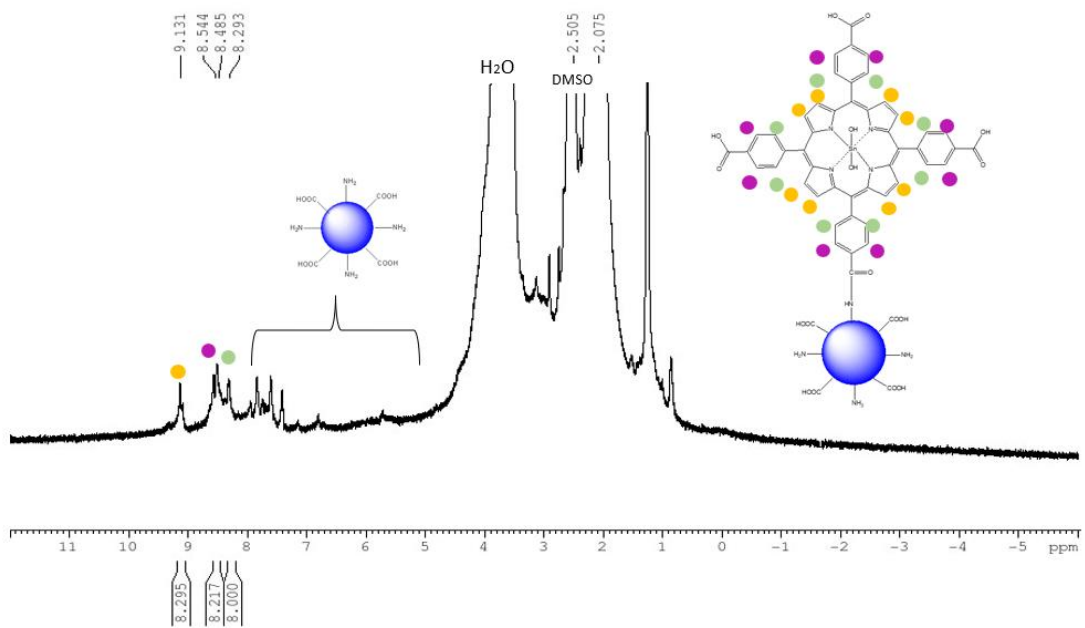 9.131
8.544
8.485
8.293
2.505
2.075
H2O
DMSO
NH2
HOOC
COOH
H2N
NH2
HOOC
COOH
NH2
HO
O
HO
O
OH
O
OH
N
N
Sn
N
N
OH
C
O
HN
HOOC
COOH
H2N
NH2
HOOC
COOH
NH2
11 10 9 8 7 6 5 4 3 2 1 0 -1 -2 -3 -4 -5 ppm
8.295
8.217
8.000